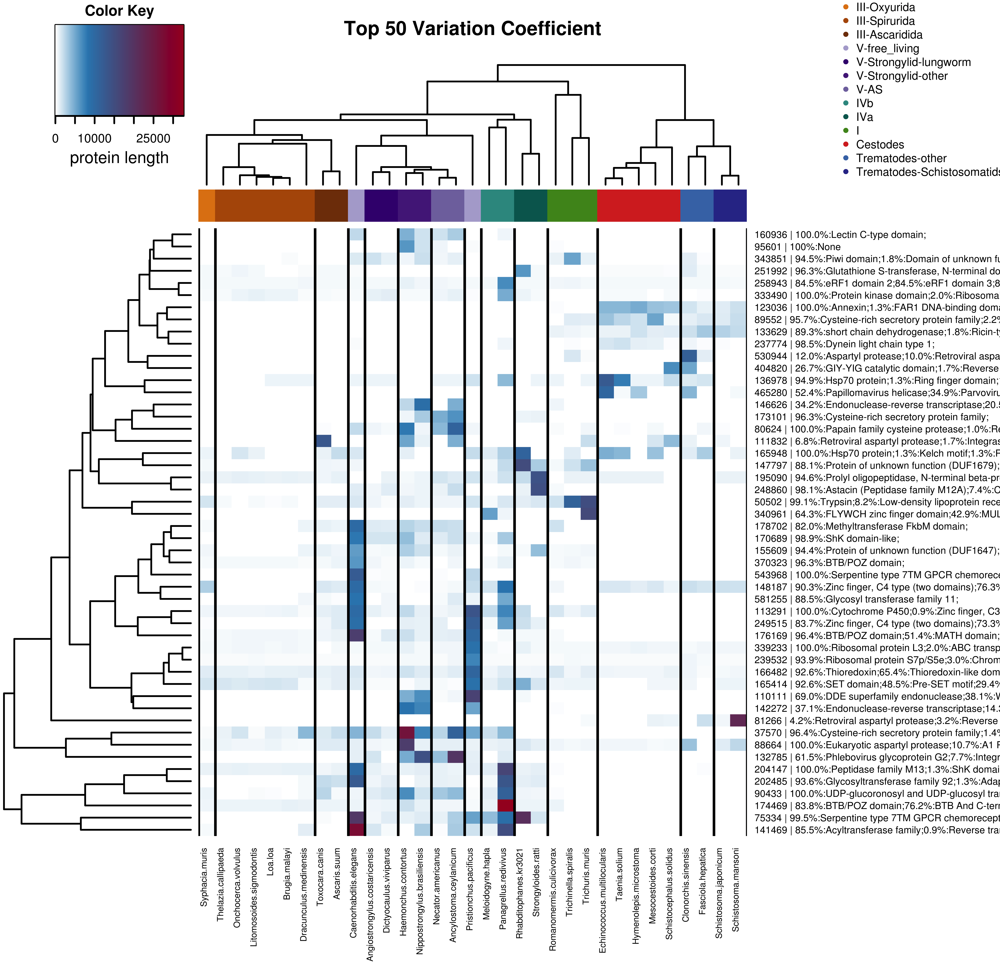 Color Key
0 10000 25000
protein length
Top 50 Variation Coefficient
III-Oxyurida
III-Spirurida
III-Ascaridida
V-free_living
V-Strongylid-lungworm
V-Strongylid-other
V-AS
IVb
IVa
I
Cestodes
Trematodes-other
Trematodes-Schistosomatids
160936 | 100.0%:Lectin C-type domain;
95601 | 100%:None
343851 | 94.5%:Piwi domain;1.8%:Domain of unknown fu
251992 | 96.3%:Glutathione S-transferase, N-terminal do
258943 | 84.5%:eRF1 domain 2;84.5%:eRF1 domain 3;8
333490 | 100.0%:Protein kinase domain;2.0%:Ribosoma
123036 | 100.0%:Annexin;1.3%:FAR1 DNA-binding doma
89552 | 95.7%:Cysteine-rich secretory protein family;2.2%
133629 | 89.3%:short chain dehydrogenase;1.8%:Ricin-ty
237774 | 98.5%:Dynein light chain type 1;
530944 | 12.0%:Aspartyl protease;10.0%:Retroviral aspa
404820 | 26.7%:GIY-YIG catalytic domain;1.7%:Reverse
136978 | 94.9%:Hsp70 protein;1.3%:Ring finger domain;
465280 | 52.4%:Papillomavirus helicase;34.9%:Parvoviru
146626 | 34.2%:Endonuclease-reverse transcriptase;20.5
173101 | 96.3%:Cysteine-rich secretory protein family;
80624 | 100.0%:Papain family cysteine protease;1.0%:Re
111832 | 6.8%:Retroviral aspartyl protease;1.7%:Integras
165948 | 100.0%:Hsp70 protein;1.3%:Kelch motif;1.3%:F
147797 | 88.1%:Protein of unknown function (DUF1679);
195090 | 94.6%:Prolyl oligopeptidase, N-terminal beta-pr
248860 | 98.1%:Astacin (Peptidase family M12A);7.4%:C
50502 | 99.1%:Trypsin;8.2%:Low-density lipoprotein rece
340961 | 64.3%:FLYWCH zinc finger domain;42.9%:MUL
178702 | 82.0%:Methyltransferase FkbM domain;
170689 | 98.9%:ShK domain-like;
155609 | 94.4%:Protein of unknown function (DUF1647);
370323 | 96.3%:BTB/POZ domain;
543968 | 100.0%:Serpentine type 7TM GPCR chemorece
148187 | 90.3%:Zinc finger, C4 type (two domains);76.3%
581255 | 88.5%:Glycosyl transferase family 11;
113291 | 100.0%:Cytochrome P450;0.9%:Zinc finger, C3
249515 | 83.7%:Zinc finger, C4 type (two domains);73.3%
176169 | 96.4%:BTB/POZ domain;51.4%:MATH domain;
339233 | 100.0%:Ribosomal protein L3;2.0%:ABC transp
239532 | 93.9%:Ribosomal protein S7p/S5e;3.0%:Chrom
166482 | 92.6%:Thioredoxin;65.4%:Thioredoxin-like dom
165414 | 92.6%:SET domain;48.5%:Pre-SET motif;29.4%
110111 | 69.0%:DDE superfamily endonuclease;38.1%:W
142272 | 37.1%:Endonuclease-reverse transcriptase;14.3
81266 | 4.2%:Retroviral aspartyl protease;3.2%:Reverse
37570 | 96.4%:Cysteine-rich secretory protein family;1.4%
88664 | 100.0%:Eukaryotic aspartyl protease;10.7%:A1 P
132785 | 61.5%:Phlebovirus glycoprotein G2;7.7%:Integr
204147 | 100.0%:Peptidase family M13;1.3%:ShK domai
202485 | 93.6%:Glycosyltransferase family 92;1.3%:Adap
90433 | 100.0%:UDP-glucoronosyl and UDP-glucosyl tra
174469 | 83.8%:BTB/POZ domain;76.2%:BTB And C-terr
75334 | 99.5%:Serpentine type 7TM GPCR chemorecept
141469 | 85.5%:Acyltransferase family;0.9%:Reverse tra
Syphacia.muris
Thelazia.callipaeda
Onchocerca.volvulus
Litomosoides.sigmodontis
Loa.loa
Brugia.malayi
Dracunculus.medinensis
Toxocara.canis
Ascaris.suum
Caenorhabditis.elegans
Angiostrongylus.costaricensis
Dictyocaulus.viviparus
Haemonchus.contortus
Nippostrongylus.brasiliensis
Necator.americanus
Ancylostoma.ceylanicum
Pristionchus.pacificus
Meloidogyne.hapla
Panagrellus.redivivus
Rhabditophanes.kr3021
Strongyloides.ratti
Romanomermis.culicivorax
Trichinella.spiralis
Trichuris.muris
Echinococcus.multilocularis
Taenia.solium
Hymenolepis.microstoma
Mesocestoides.corti
Schistocephalus.solidus
Clonorchis.sinensis
Fasciola.hepatica
Schistosoma.japonicum
Schistosoma.mansoni